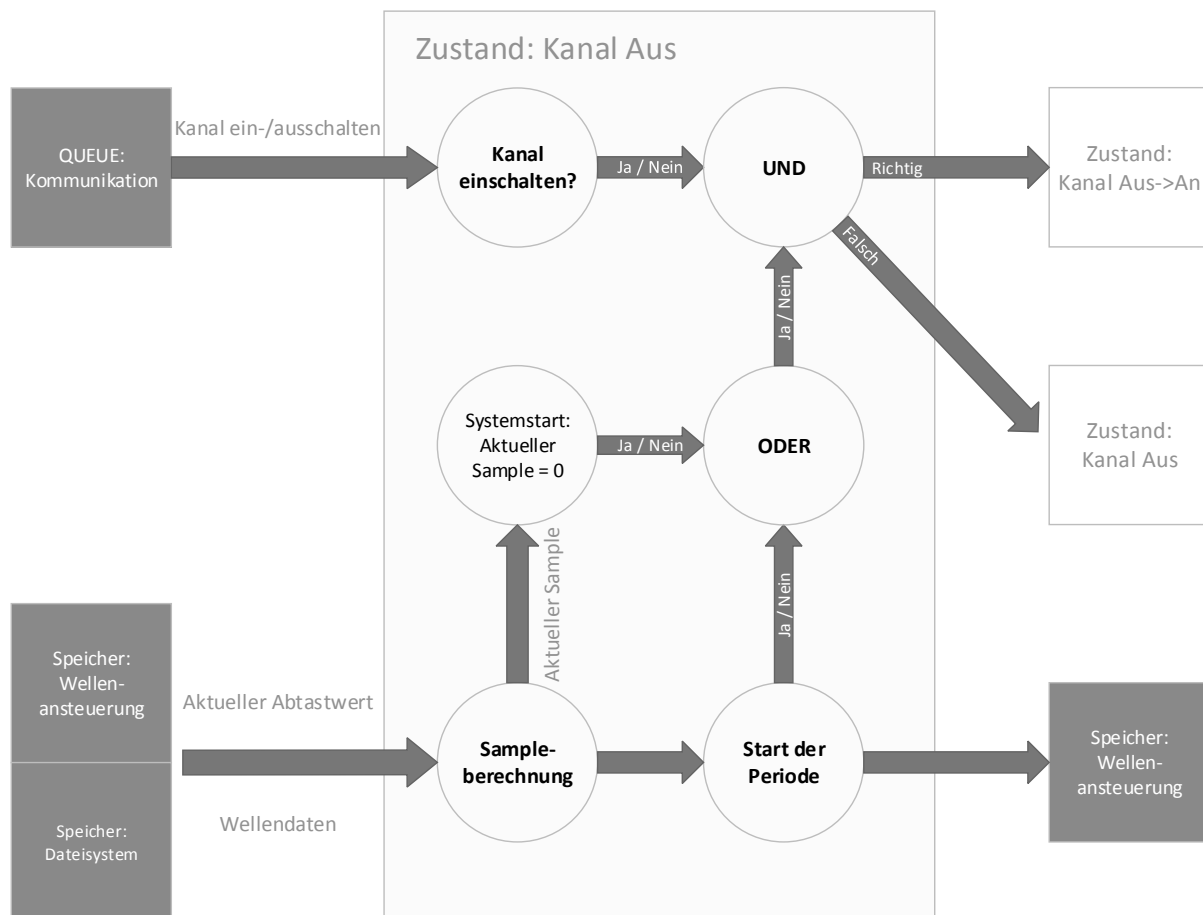 Zustand: Kanal Aus
QUEUE:
Kommunikation
Kanal ein-/ausschalten
Kanal
einschalten?
Ja / Nein
UND
Richtig
Zustand:
Kanal Aus->An
Falsch
Ja / Nein
Systemstart:
Aktueller
Sample = 0
Ja / Nein
ODER
Zustand:
Kanal Aus
Aktueller Sample
Ja / Nein
Speicher:
Wellen-
ansteuerung
Aktueller Abtastwert
Sample-
berechnung
Start der
Periode
Speicher:
Wellen-
ansteuerung
Speicher:
Dateisystem
Wellendaten